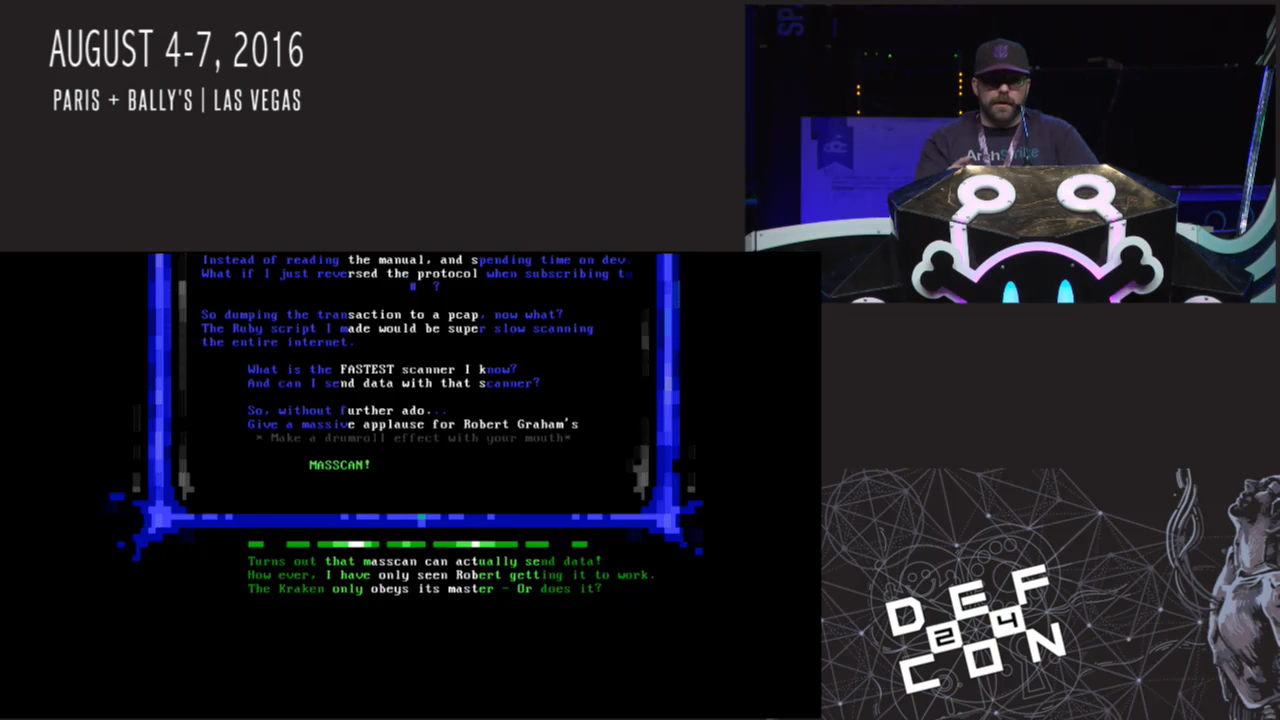 AUGUST 4-7, 2016
PARIS + BALLY'S | LAS VEGAS
SP
ArchStrike
Instead of reading the manual, and spending time on dev
What if I just reversed the protocol when subscribing to
# ?
So dumping the transaction to a pcap, now what?
The Ruby script I made would be super slow scanning
the entire internet.
What is the FASTEST scanner I know?
And can I send data with that scanner?
So, without further ado...
Give a massive applause for Robert Graham's
* Make a drumroll effect with your mouth*
MASSCAN!
Turns out that masscan can actually send data!
How ever, I have only seen Robert getting it to work.
The Kraken only obeys its master - Or does it?
DEF
24
CON